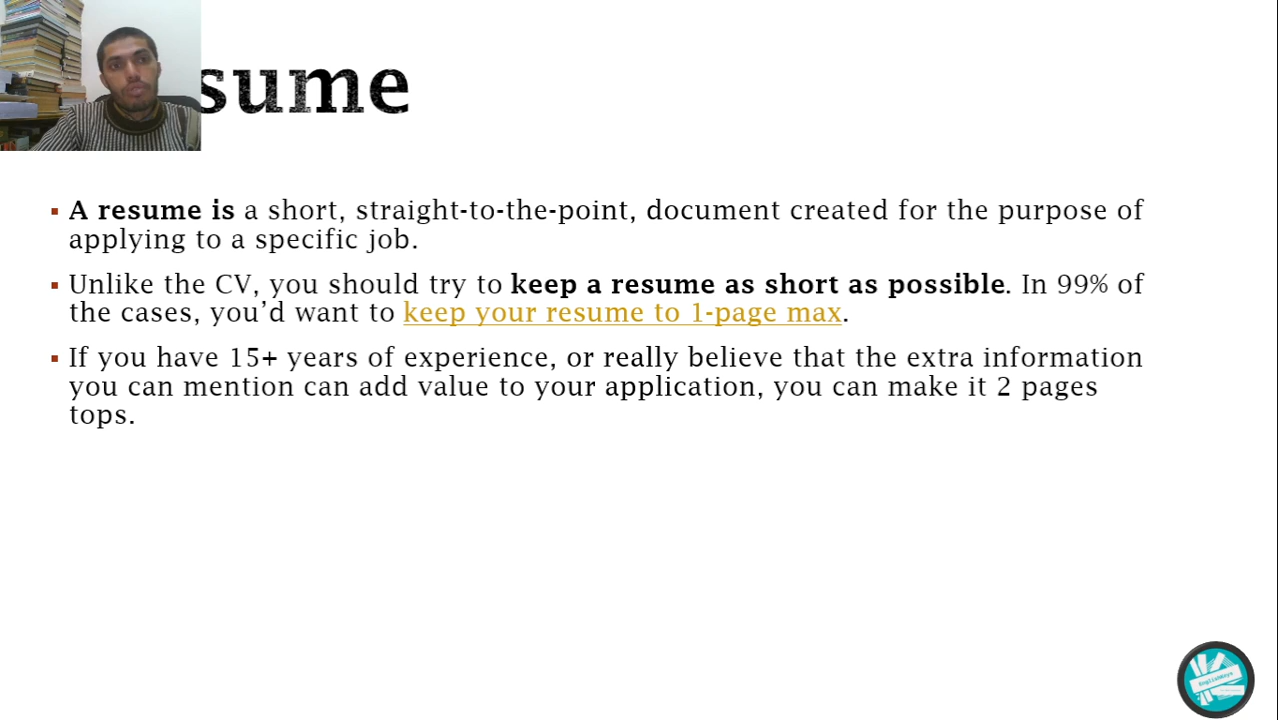 sume
A resume is a short, straight-to-the-point, document created for the purpose of
applying to a specific job.
Unlike the CV, you should try to keep a resume as short as possible. In 99% of
the cases, you’d want to keep your resume to 1-page max.
If you have 15+ years of experience, or really believe that the extra information
you can mention can add value to your application, you can make it 2 pages
tops.